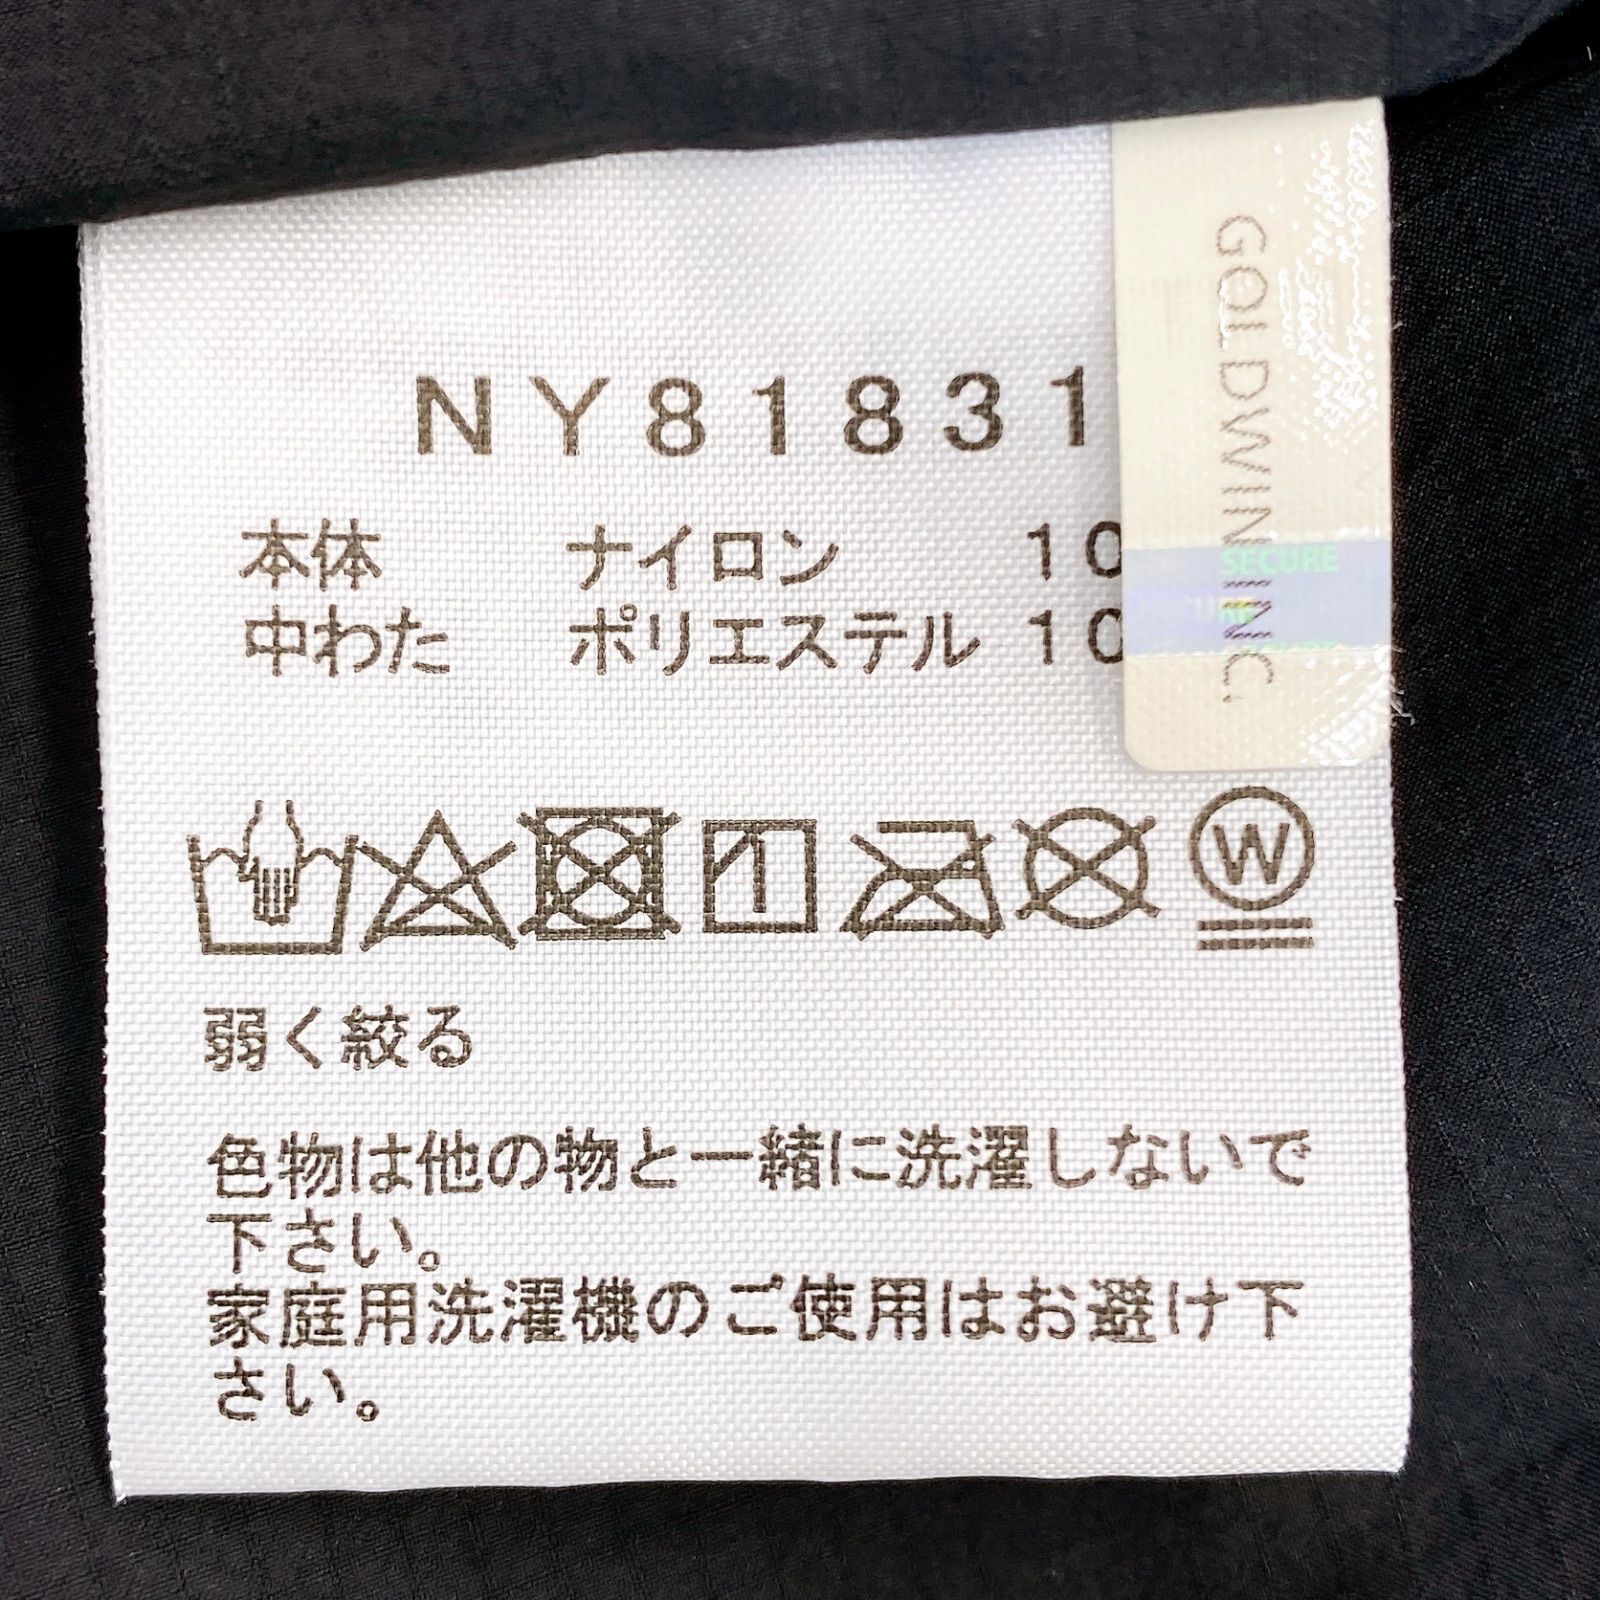 NY81831
本体 ナイロン 10
中わた ポリエステル 10
GOLDWIN INC.
SECURE
W
弱く絞る
色物は他の物と一緒に洗濯しないで
下さい。
家庭用洗濯機のご使用はお避け下
さい。